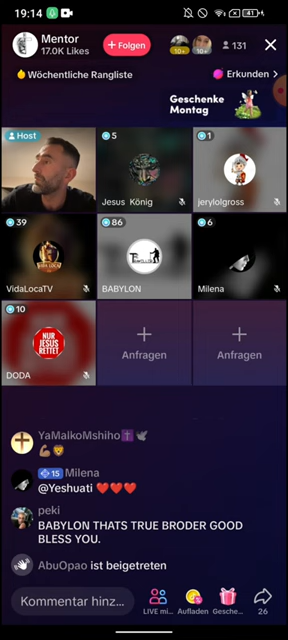 19:14
41
Mentor
17.0K Likes
+ Folgen
10+
10+
131
Wöchentliche Rangliste
Erkunden >
Geschenke
Montag
Host
5
1
Jesus König
jerylolgross
39
86
6
VidaLocaTV
BABYLON
Milena
10
NUR
JESUS
RETTET
DODA
Anfragen
Anfragen
YaMalkoMshiho✝️🕊
💪🏽🦁
15 Milena
@Yeshuati ❤️❤️❤️
peki
BABYLON THATS TRUE BRODER GOOD
BLESS YOU.
AbuOpao ist beigetreten
Kommentar hinz...
LIVE mi...
Aufladen
Gesche...
26